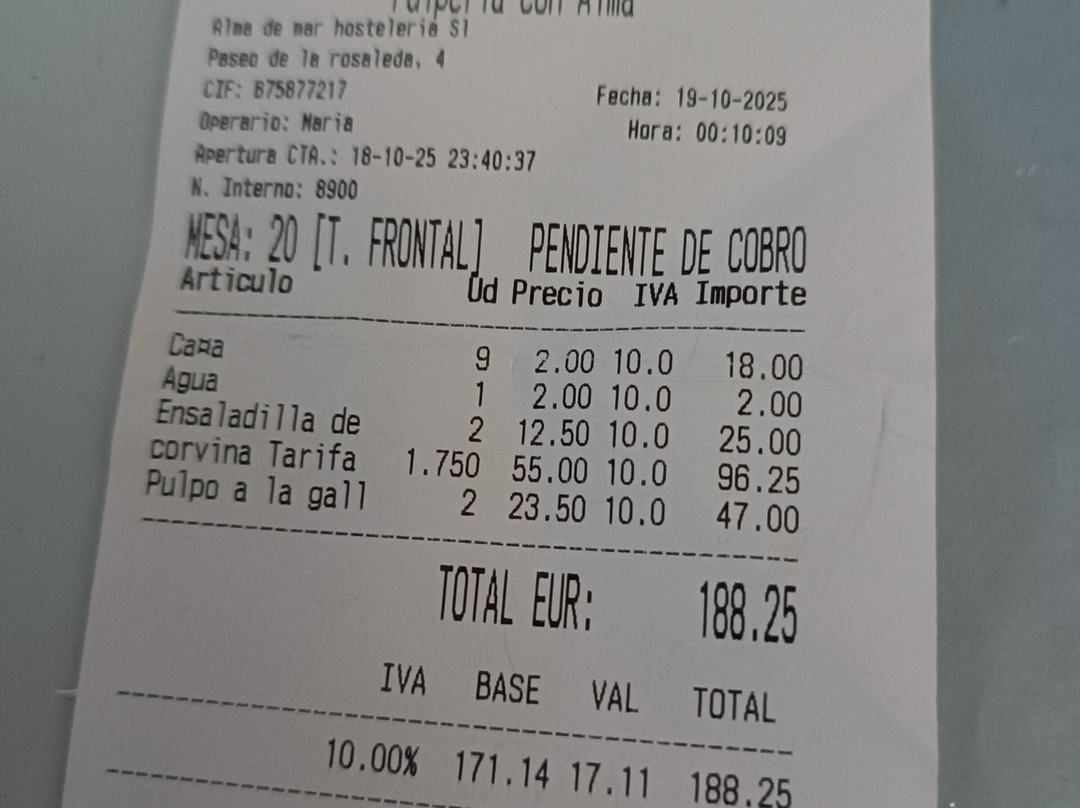 Pulpería con Alma
Alma de mar hosteleria Sl
Paseo de la rosaleda, 4
CIF: B75877217
Fecha: 19-10-2025
Operario: Maria
Hora: 00:10:09
Apertura CTA.: 18-10-25 23:40:37
N. Interno: 8900
MESA: 20 [T. FRONTAL] PENDIENTE DE COBRO
Articulo Ud Precio IVA Importe
Ca¤a 9 2.00 10.0 18.00
Agua 1 2.00 10.0 2.00
Ensaladilla de 2 12.50 10.0 25.00
corvina Tarifa 1.750 55.00 10.0 96.25
Pulpo a la gall 2 23.50 10.0 47.00
TOTAL EUR: 188.25
IVA BASE VAL TOTAL
10.00% 171.14 17.11 188.25